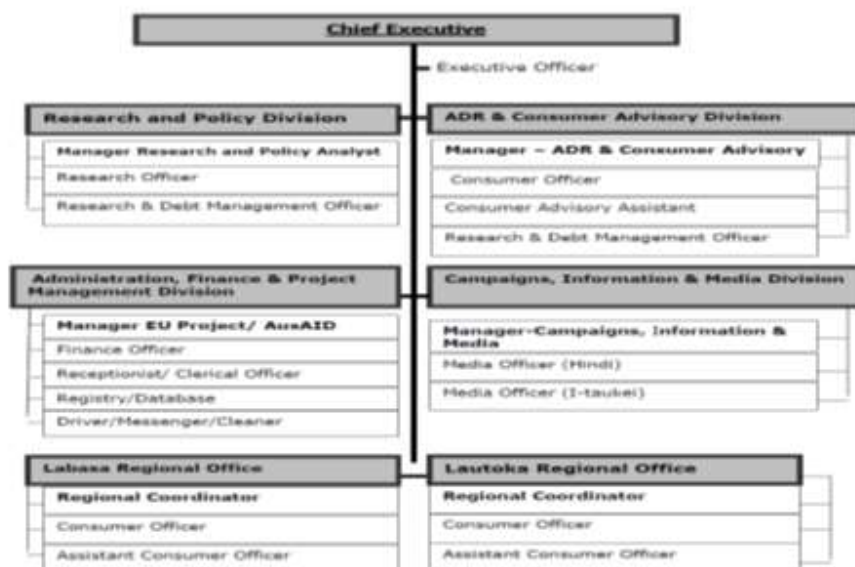 Chief Executive
Executive Officer
Research and Policy Division
Manager Research and Policy Analyst
Research Officer
Research & Debt Management Officer
ADR & Consumer Advisory Division
Manager – ADR & Consumer Advisory
Consumer Officer
Consumer Advisory Assistant
Research & Debt Management Officer
Administration, Finance & Project
Management Division
Manager EU Project/ AusAID
Finance Officer
Receptionist/ Clerical Officer
Registry/Database
Driver/Messenger/Cleaner
Campaigns, Information & Media Division
Manager-Campaigns, Information &
Media
Media Officer (Hindi)
Media Officer (I-taukei)
Labasa Regional Office
Regional Coordinator
Consumer Officer
Assistant Consumer Officer
Lautoka Regional Office
Regional Coordinator
Consumer Officer
Assistant Consumer Officer